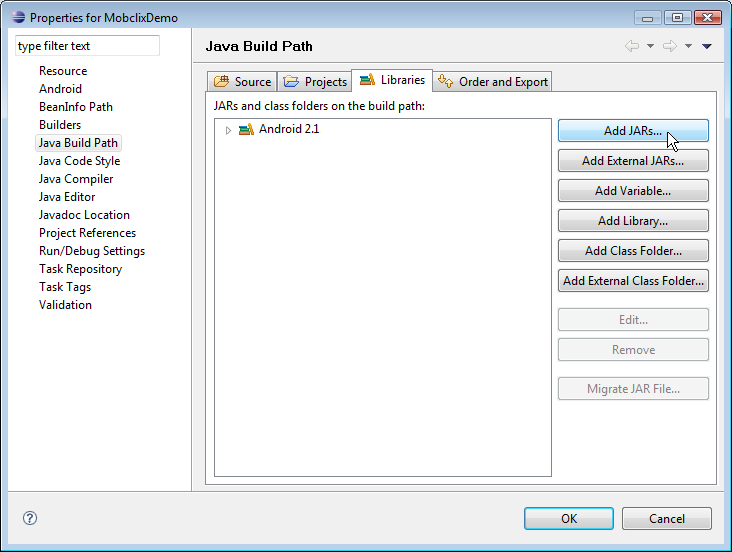 Properties for MobclixDemo
type filter text
Resource
Android
BeanInfo Path
Builders
Java Build Path
Java Code Style
Java Compiler
Java Editor
Javadoc Location
Project References
Run/Debug Settings
Task Repository
Task Tags
Validation
Java Build Path
Source Projects Libraries Order and Export
JARs and class folders on the build path:
Android 2.1
Add JARs...
Add External JARs...
Add Variable...
Add Library...
Add Class Folder...
Add External Class Folder...
Edit...
Remove
Migrate JAR File...
?
OK Cancel